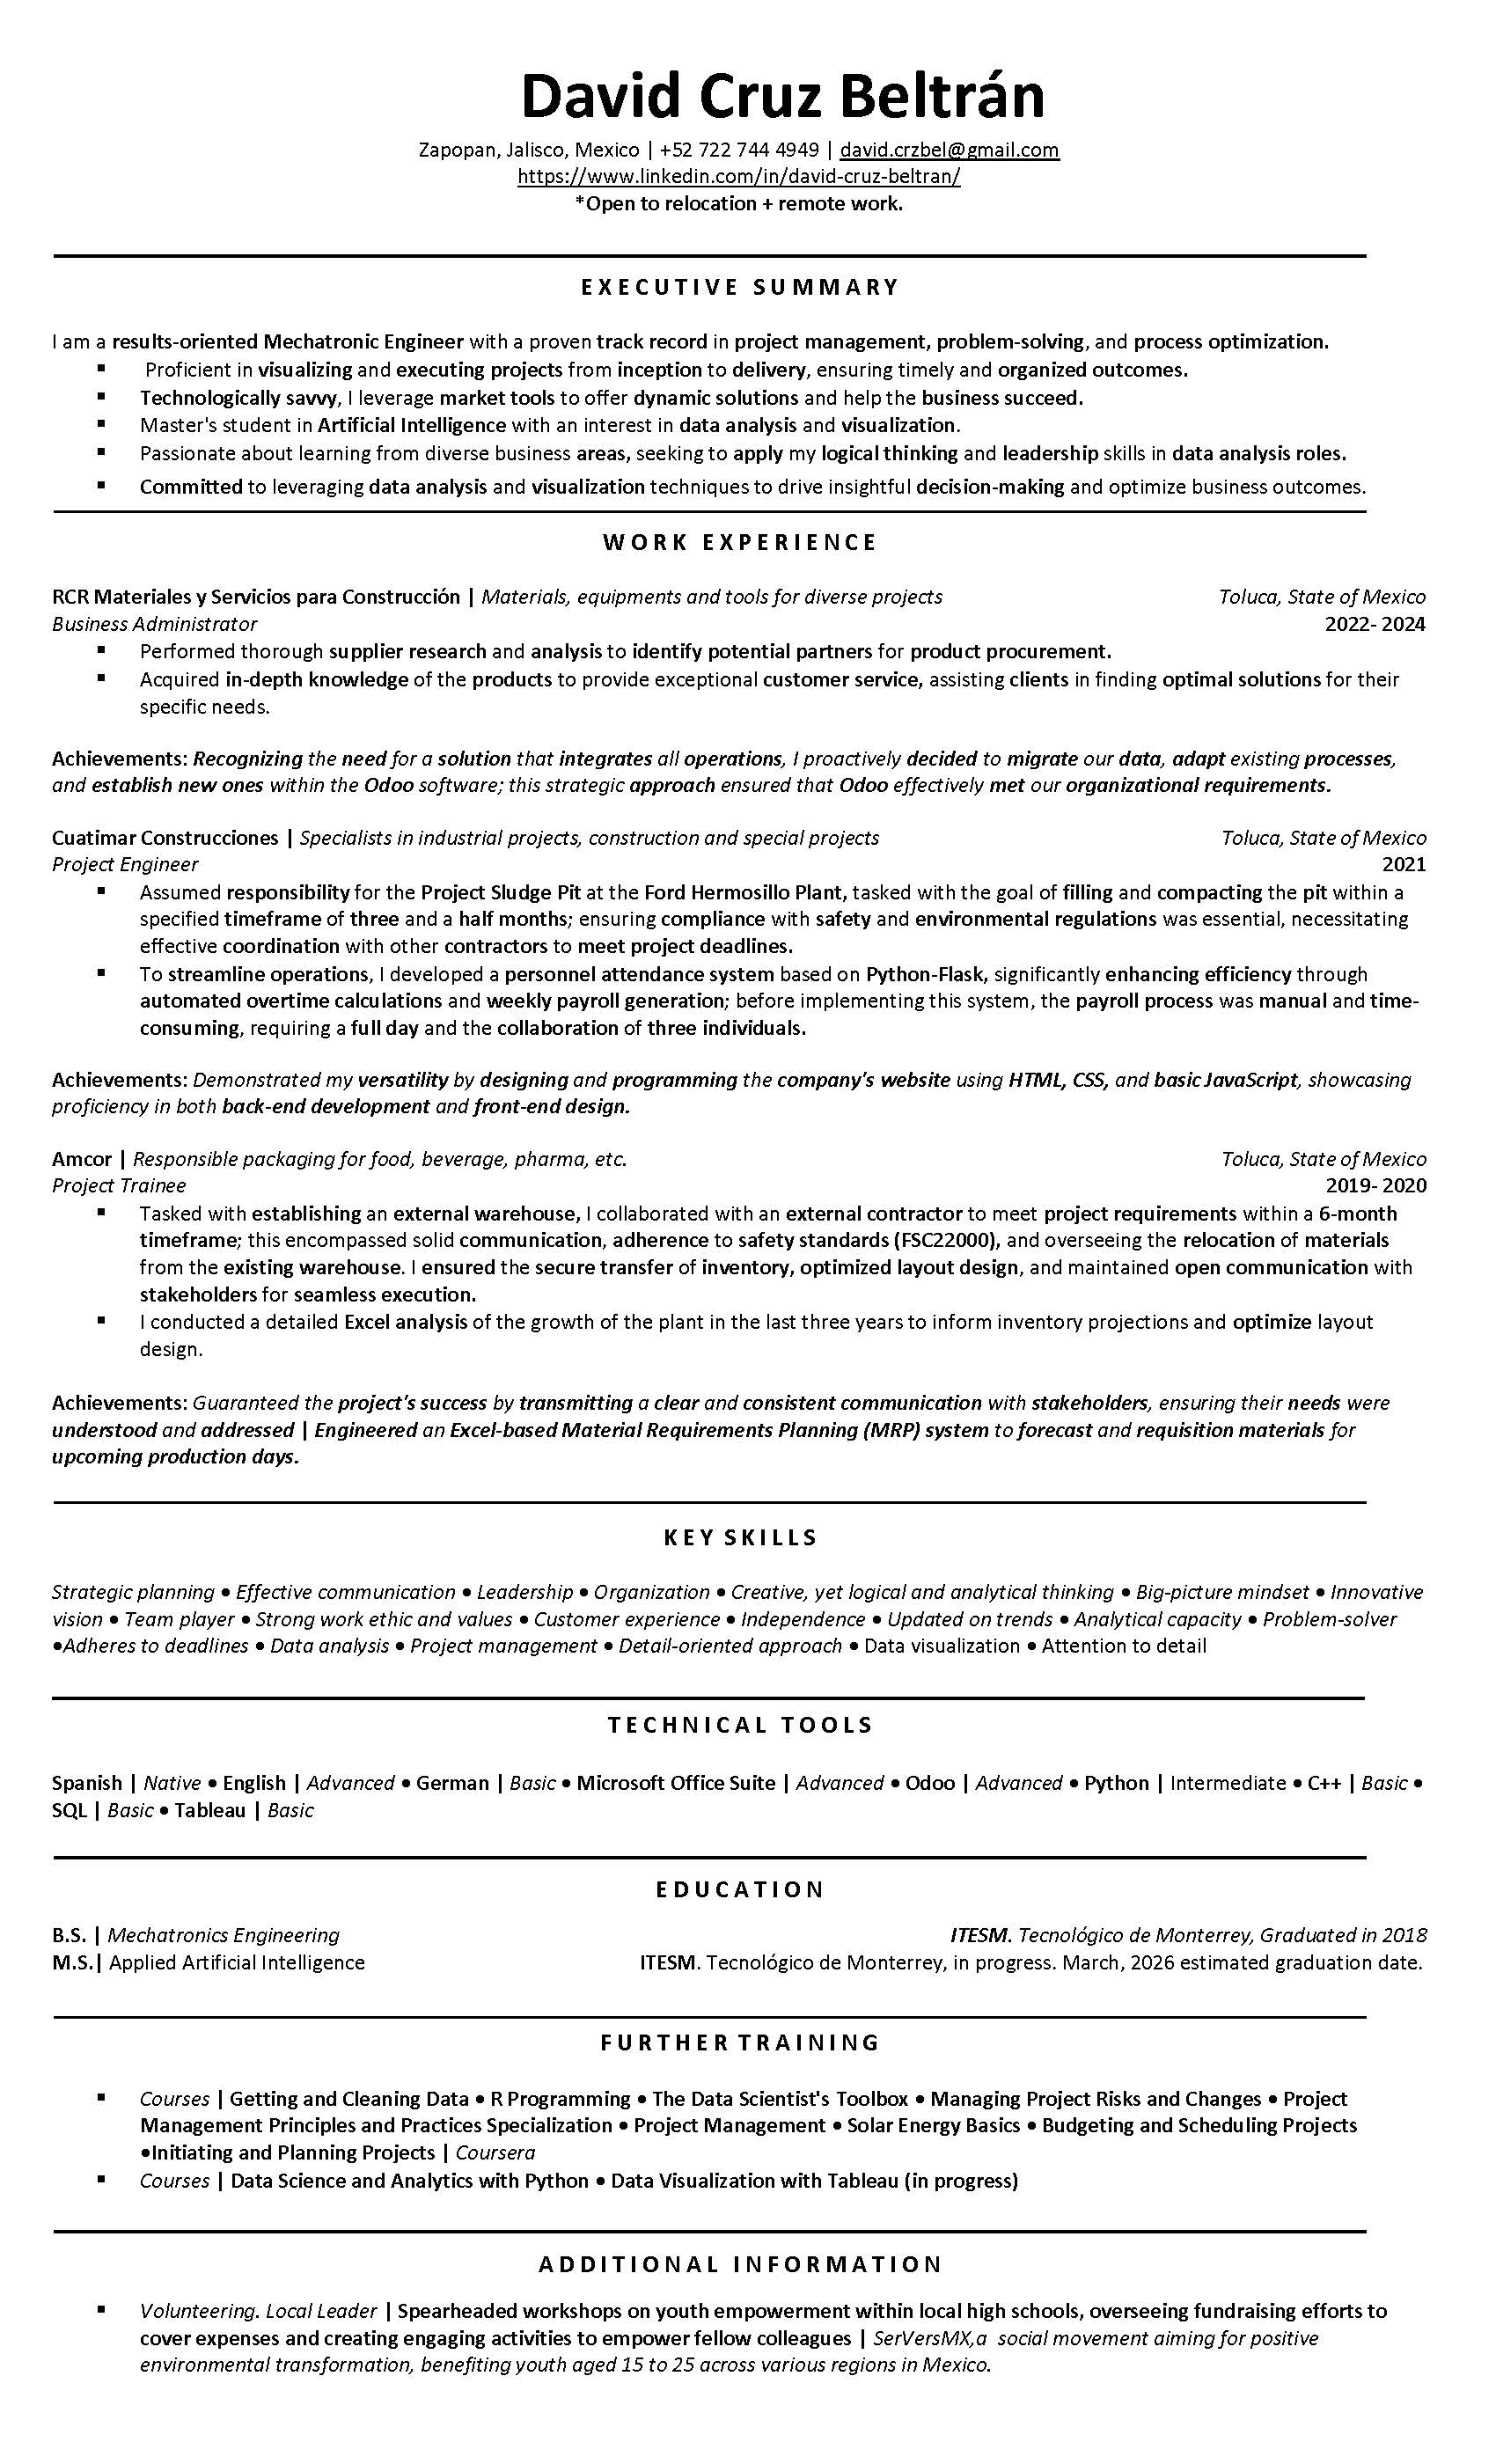 David Cruz Beltrán
Zapopan, Jalisco, Mexico | +52 722 744 4949 | david.crzbel@gmail.com
https://www.linkedin.com/in/david-cruz-beltran/
*Open to relocation + remote work.
EXECUTIVE SUMMARY
I am a results-oriented Mechatronic Engineer with a proven track record in project management, problem-solving, and process optimization.
▪ Proficient in visualizing and executing projects from inception to delivery, ensuring timely and organized outcomes.
▪ Technologically savvy, I leverage market tools to offer dynamic solutions and help the business succeed.
▪ Master's student in Artificial Intelligence with an interest in data analysis and visualization.
▪ Passionate about learning from diverse business areas, seeking to apply my logical thinking and leadership skills in data analysis roles.
▪ Committed to leveraging data analysis and visualization techniques to drive insightful decision-making and optimize business outcomes.
WORK EXPERIENCE
RCR Materiales y Servicios para Construcción | Materials, equipments and tools for diverse projects Toluca, State of Mexico
Business Administrator 2022- 2024
▪ Performed thorough supplier research and analysis to identify potential partners for product procurement.
▪ Acquired in-depth knowledge of the products to provide exceptional customer service, assisting clients in finding optimal solutions for their
specific needs.
Achievements: Recognizing the need for a solution that integrates all operations, I proactively decided to migrate our data, adapt existing processes,
and establish new ones within the Odoo software; this strategic approach ensured that Odoo effectively met our organizational requirements.
Cuatimar Construcciones | Specialists in industrial projects, construction and special projects Toluca, State of Mexico
Project Engineer 2021
▪ Assumed responsibility for the Project Sludge Pit at the Ford Hermosillo Plant, tasked with the goal of filling and compacting the pit within a
specified timeframe of three and a half months; ensuring compliance with safety and environmental regulations was essential, necessitating
effective coordination with other contractors to meet project deadlines.
▪ To streamline operations, I developed a personnel attendance system based on Python-Flask, significantly enhancing efficiency through
automated overtime calculations and weekly payroll generation; before implementing this system, the payroll process was manual and time-
consuming, requiring a full day and the collaboration of three individuals.
Achievements: Demonstrated my versatility by designing and programming the company's website using HTML, CSS, and basic JavaScript, showcasing
proficiency in both back-end development and front-end design.
Amcor | Responsible packaging for food, beverage, pharma, etc. Toluca, State of Mexico
Project Trainee 2019- 2020
▪ Tasked with establishing an external warehouse, I collaborated with an external contractor to meet project requirements within a 6-month
timeframe; this encompassed solid communication, adherence to safety standards (FSC22000), and overseeing the relocation of materials
from the existing warehouse. I ensured the secure transfer of inventory, optimized layout design, and maintained open communication with
stakeholders for seamless execution.
▪ I conducted a detailed Excel analysis of the growth of the plant in the last three years to inform inventory projections and optimize layout
design.
Achievements: Guaranteed the project's success by transmitting a clear and consistent communication with stakeholders, ensuring their needs were
understood and addressed | Engineered an Excel-based Material Requirements Planning (MRP) system to forecast and requisition materials for
upcoming production days.
KEY SKILLS
Strategic planning • Effective communication • Leadership • Organization • Creative, yet logical and analytical thinking • Big-picture mindset • Innovative
vision • Team player • Strong work ethic and values • Customer experience • Independence • Updated on trends • Analytical capacity • Problem-solver
•Adheres to deadlines • Data analysis • Project management • Detail-oriented approach • Data visualization • Attention to detail
TECHNICAL TOOLS
Spanish | Native • English | Advanced • German | Basic • Microsoft Office Suite | Advanced • Odoo | Advanced • Python | Intermediate • C++ | Basic •
SQL | Basic • Tableau | Basic
EDUCATION
B.S. | Mechatronics Engineering ITESM. Tecnológico de Monterrey, Graduated in 2018
M.S.| Applied Artificial Intelligence ITESM. Tecnológico de Monterrey, in progress. March, 2026 estimated graduation date.
FURTHER TRAINING
▪ Courses | Getting and Cleaning Data • R Programming • The Data Scientist's Toolbox • Managing Project Risks and Changes • Project
Management Principles and Practices Specialization • Project Management • Solar Energy Basics • Budgeting and Scheduling Projects
•Initiating and Planning Projects | Coursera
▪ Courses | Data Science and Analytics with Python • Data Visualization with Tableau (in progress)
ADDITIONAL INFORMATION
▪ Volunteering. Local Leader | Spearheaded workshops on youth empowerment within local high schools, overseeing fundraising efforts to
cover expenses and creating engaging activities to empower fellow colleagues | SerVersMX,a social movement aiming for positive
environmental transformation, benefiting youth aged 15 to 25 across various regions in Mexico.